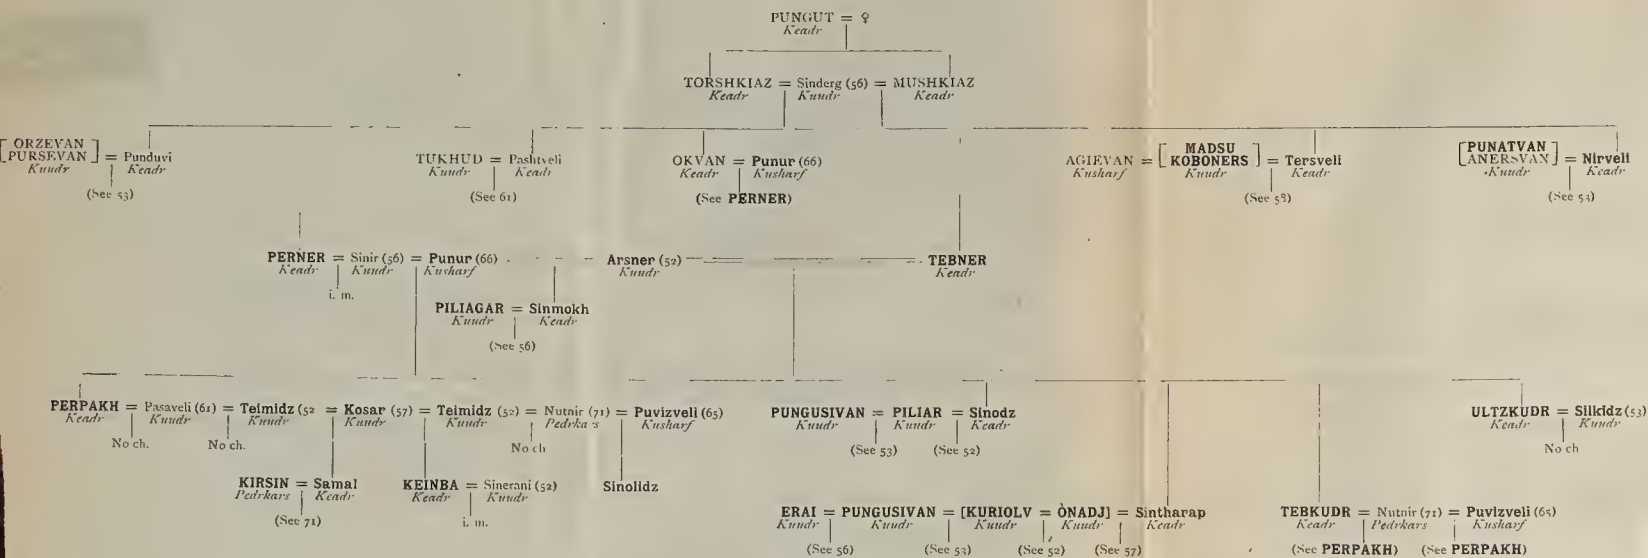 PUNGUT = ♀
Keadr
TORSHKIAZ = Sinderg (56) = MUSHKIAZ
Keadr Kuudr Keadr
[ORZEVAN
PURSEVAN] = Punduvi
Kuudr Keadr
(See 53)
TUKHUD = Pashtveli
Kuudr Keadr
(See 61)
OKVAN = Punur (66)
Keadr Kusharf
(See PERNER)
AGIEVAN = [MADSU
KOBONERS] = Tersveli
Kusharf Kuudr Keadr
(See 58)
[PUNATVAN
ANERSVAN] = Nirveli
Kuudr Keadr
(See 53)
PERNER = Sinir (56) = Punur (66) Arsner (52) = TEBNER
Keadr Kuudr Kusharf Kuudr Keadr
i. m.
PILIAGAR = Sinmokh
Kuudr Keadr
(See 56)
PERPAKH = Pasaveli (61) = Telmidz (52 = Kosar (57) = Telmidz (52) = Nutnir (71) = Puvizveli (65)
Keadr Kuudr Kuudr Kuudr Kuudr Pedrkars Kusharf
No ch. No ch. No ch
PUNGUSIVAN = PILIAR = Sinodz
Kuudr Kuudr Keadr
(See 53) (See 52)
ULTZKUDR = Silkidz (53)
Keadr Kuudr
No ch
KIRSIN = Samal
Pedrkars Keadr
(See 71)
KEINBA = Sinerani (52)
Keadr Kuudr
i. m.
Sinolidz
ERAI = PUNGUSIVAN = [KURIOLV = ÒNADJ] = Sintharap
Kuudr Kuudr Kuudr Kuudr Keadr
(See 56) (See 53) (See 52) (See 57)
TEBKUDR = Nutnir (71) = Puvizveli (65)
Keadr Pedrkars Kusharf
(See PERPAKH) (See PERPAKH)